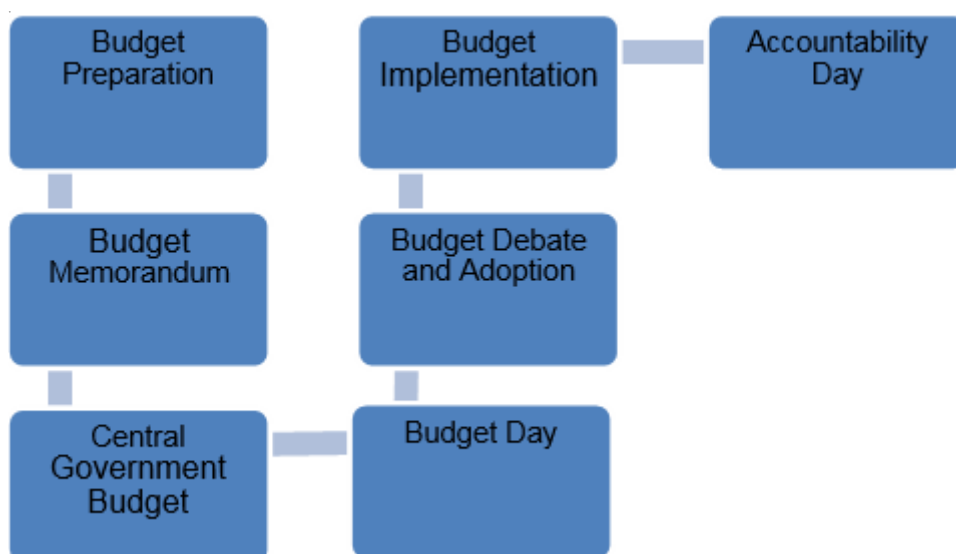 Budget
Preparation
Budget
Memorandum
Central
Government
Budget
Budget Day
Budget Debate
and Adoption
Budget
Implementation
Accountability
Day